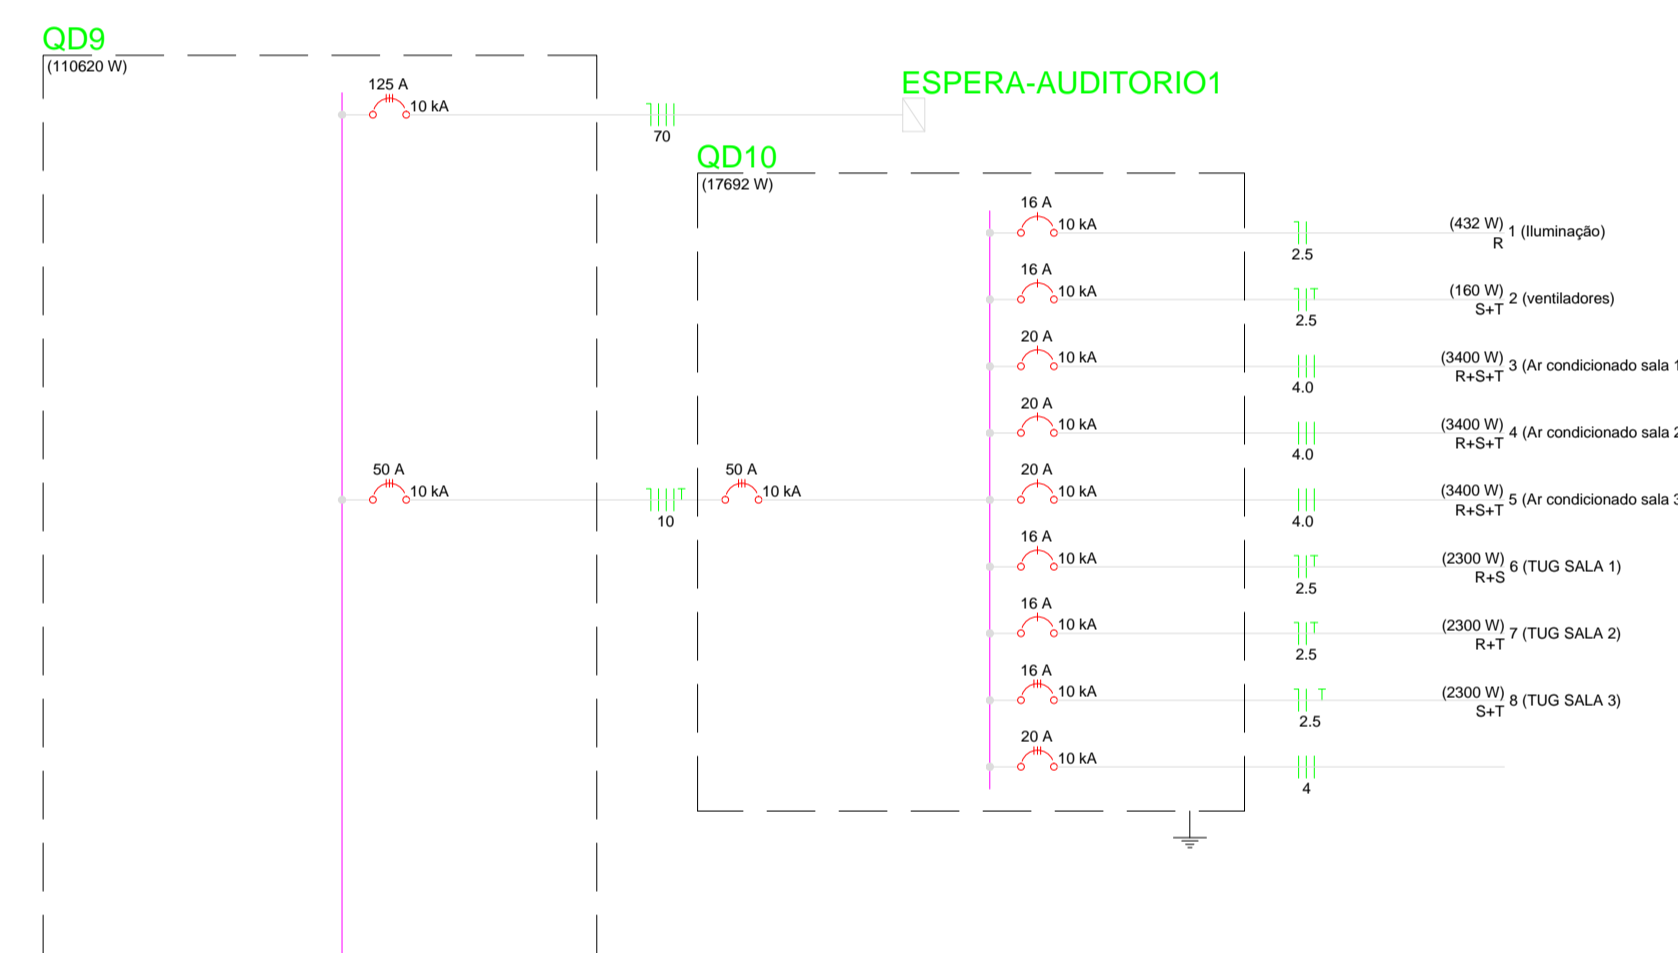 QD9
(110620 W)
125 A
10 kA
70
ESPERA-AUDITORIO1
QD10
(17692 W)
16 A
10 kA
2.5
(432 W)
R
1 (Iluminação)
16 A
10 kA
T
2.5
(160 W)
S+T
2 (ventiladores)
20 A
10 kA
4.0
(3400 W)
R+S+T
3 (Ar condicionado sala 1
20 A
10 kA
4.0
(3400 W)
R+S+T
4 (Ar condicionado sala 2
50 A
10 kA
T
10
50 A
10 kA
20 A
10 kA
4.0
(3400 W)
R+S+T
5 (Ar condicionado sala 3
16 A
10 kA
T
2.5
(2300 W)
R+S
6 (TUG SALA 1)
16 A
10 kA
T
2.5
(2300 W)
R+T
7 (TUG SALA 2)
16 A
10 kA
T
2.5
(2300 W)
S+T
8 (TUG SALA 3)
20 A
10 kA
4